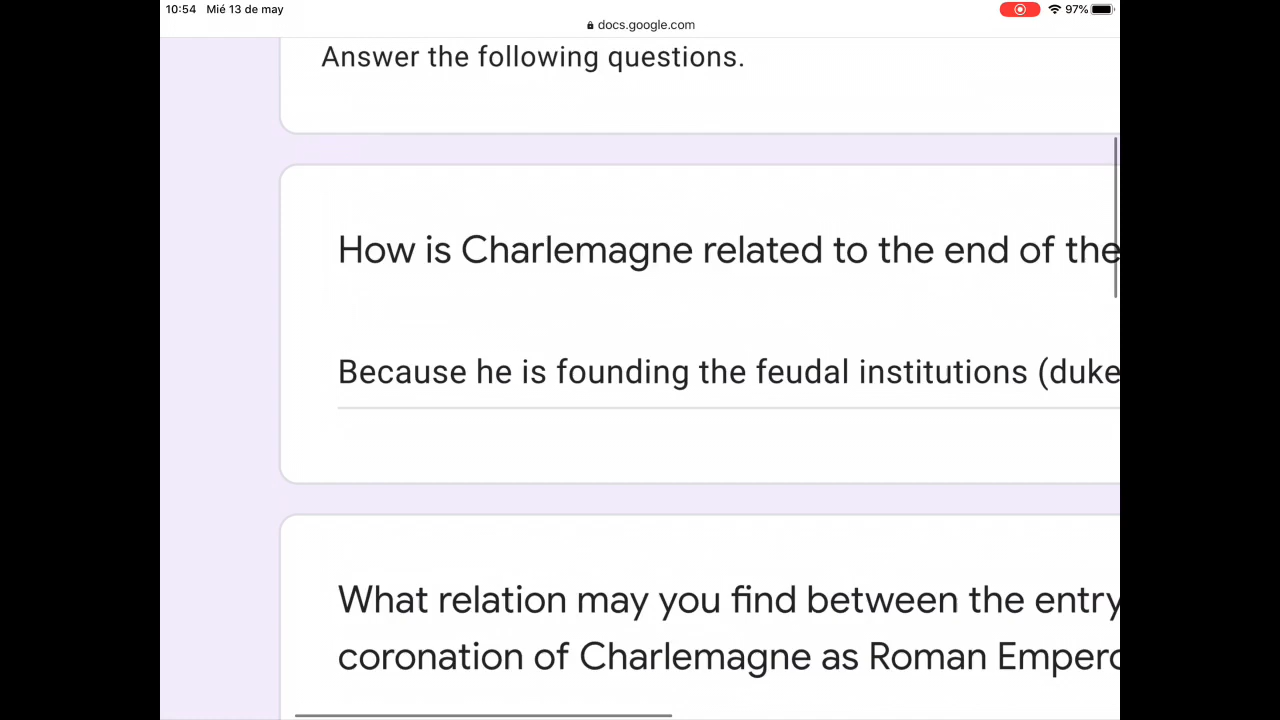 10:54 Mié 13 de may 97%
docs.google.com
Answer the following questions.
How is Charlemagne related to the end of the
Because he is founding the feudal institutions (duke
What relation may you find between the entry
coronation of Charlemagne as Roman Empero